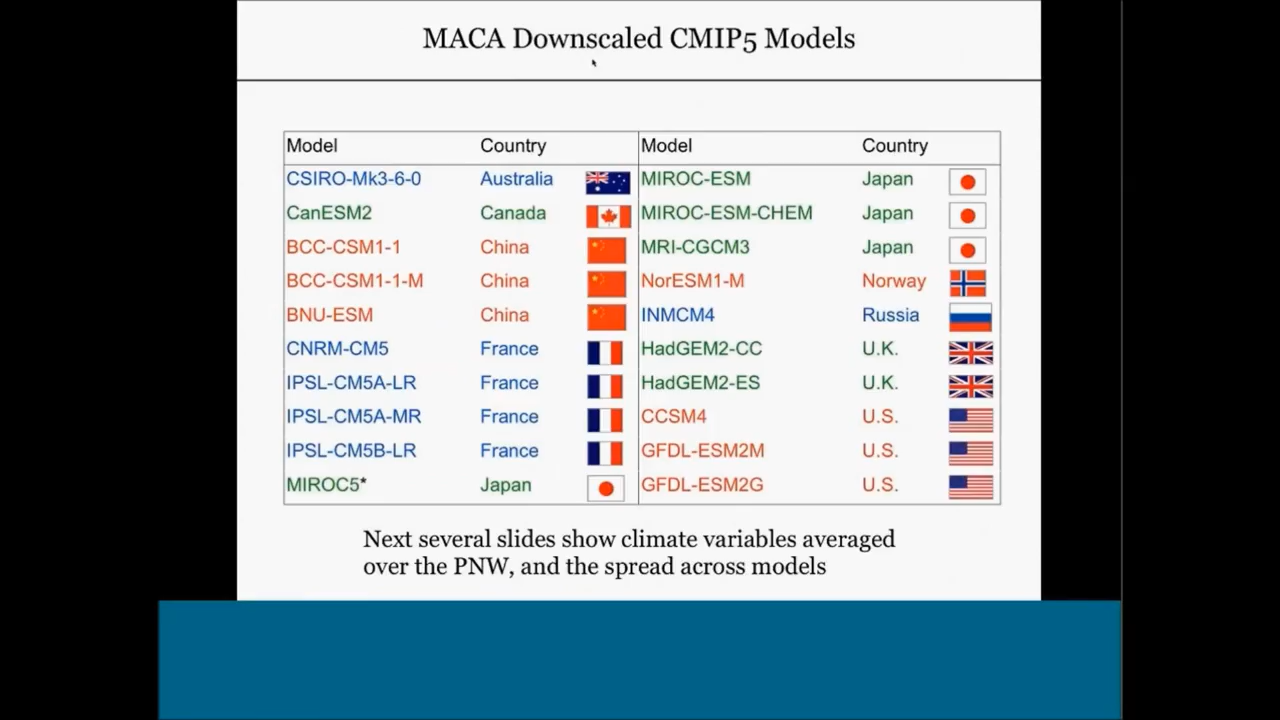 MACA Downscaled CMIP5 Models
Model Country Model Country
CSIRO-Mk3-6-0 Australia MIROC-ESM Japan
CanESM2 Canada MIROC-ESM-CHEM Japan
BCC-CSM1-1 China MRI-CGCM3 Japan
BCC-CSM1-1-M China NorESM1-M Norway
BNU-ESM China INMCM4 Russia
CNRM-CM5 France HadGEM2-CC U.K.
IPSL-CM5A-LR France HadGEM2-ES U.K.
IPSL-CM5A-MR France CCSM4 U.S.
IPSL-CM5B-LR France GFDL-ESM2M U.S.
MIROC5* Japan GFDL-ESM2G U.S.
Next several slides show climate variables averaged
over the PNW, and the spread across models